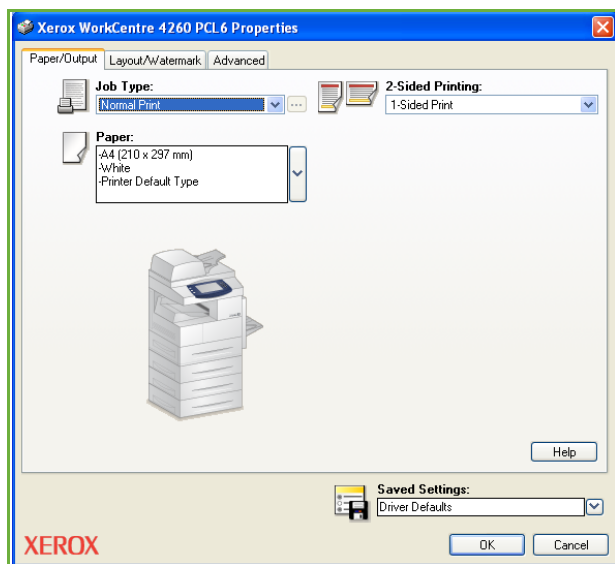 Xerox WorkCentre 4260 PCL6 Properties
Paper/Output Layout/Watermark Advanced
Job Type:
Normal Print
2-Sided Printing:
1-Sided Print
Paper:
-A4 (210 x 297 mm)
-White
-Printer Default Type
Help
Saved Settings:
Driver Defaults
XEROX
OK Cancel